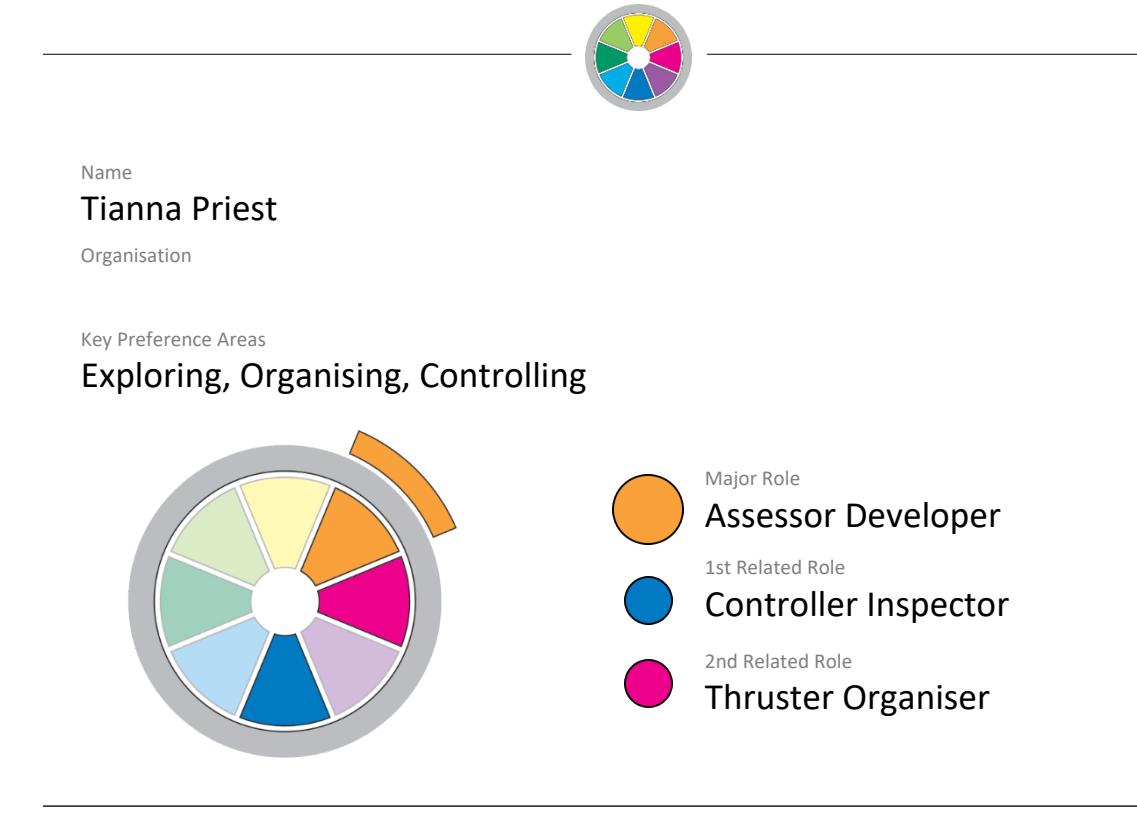 Name
Tianna Priest
Organisation
Key Preference Areas
Exploring, Organising, Controlling
Major Role
Assessor Developer
1st Related Role
Controller Inspector
2nd Related Role
Thruster Organiser